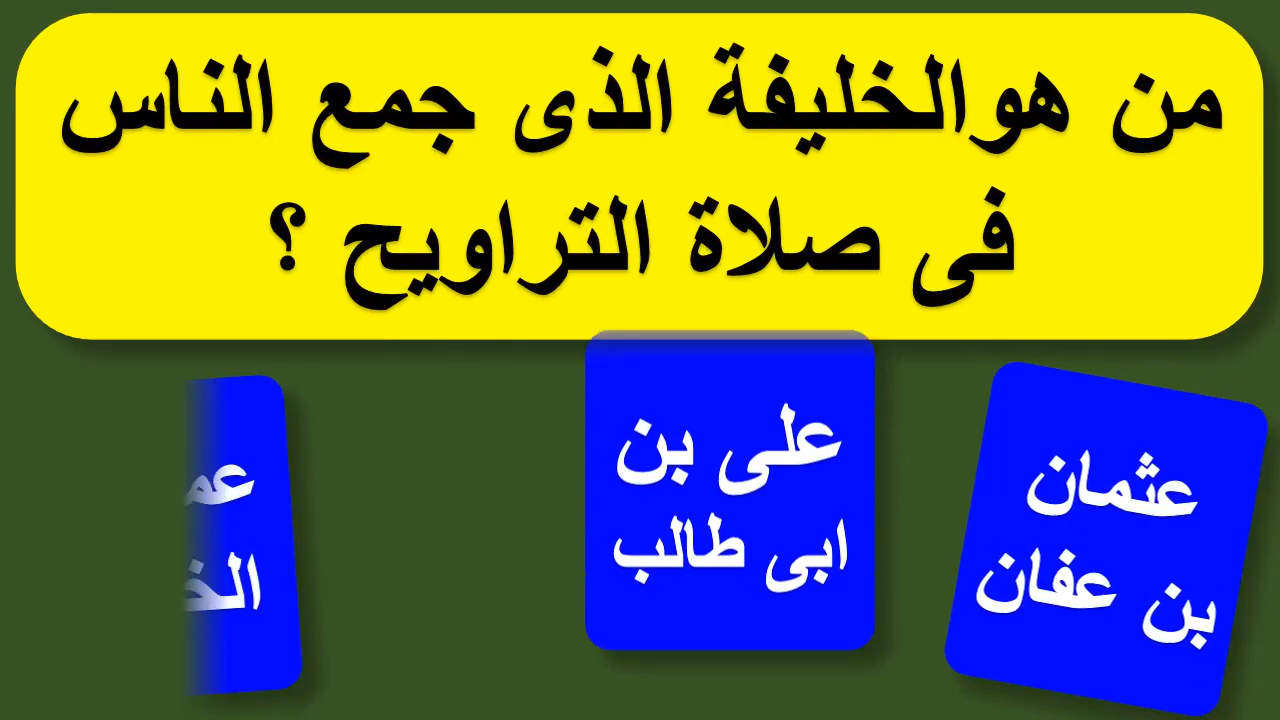 من هوالخليفة الذى جمع الناس
فى صلاة التراويح ؟
عثمان
بن عفان
على بن
ابى طالب